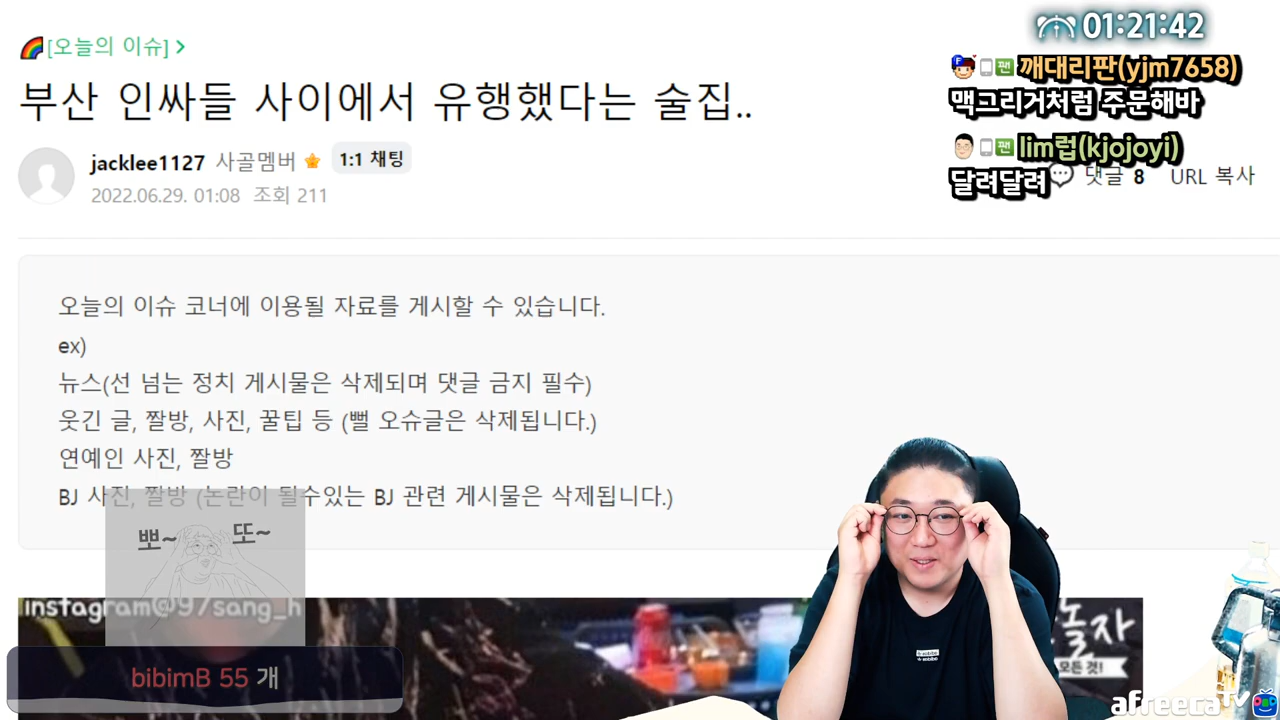 [오늘의 이슈] >
부산 인싸들 사이에서 유행했다는 술집..
jacklee1127 사골멤버 1:1 채팅
2022.06.29. 01:08 조회 211
댓글 8 URL 복사
01:21:42
팬 깨대리판(yjm7658)
맥그리거처럼 주문해바
팬 lim럽(kjojoyi)
달려달려
오늘의 이슈 코너에 이용될 자료를 게시할 수 있습니다.
ex)
뉴스(선 넘는 정치 게시물은 삭제되며 댓글 금지 필수)
웃긴 글, 짤방, 사진, 꿀팁 등 (뻘 오슈글은 삭제됩니다.)
연예인 사진, 짤방
BJ 사진, 짤방 (논란이 될수있는 BJ 관련 게시물은 삭제됩니다.)
뽀~ 또~
instagram@97sang_h
bibimB 55 개
놀자
모든 것!
afreecaTV